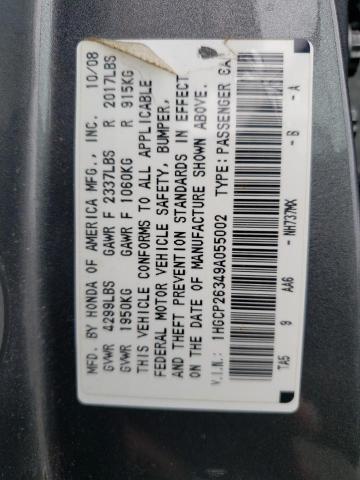 MFD. BY HONDA OF AMERICA MFG., INC. 10/08
GVWR 4299LBS GAWR F 2337LBS R 2017LBS
GVWR 1950KG GAWR F 1060KG R 915KG
THIS VEHICLE CONFORMS TO ALL APPLICABLE
FEDERAL MOTOR VEHICLE SAFETY, BUMPER,
AND THEFT PREVENTION STANDARDS IN EFFECT
ON THE DATE OF MANUFACTURE SHOWN ABOVE.
V.I.N.: 1HGCP26349A055002 TYPE: PASSENGER CA
TA5 9 AA6 - NH737MX - B - A